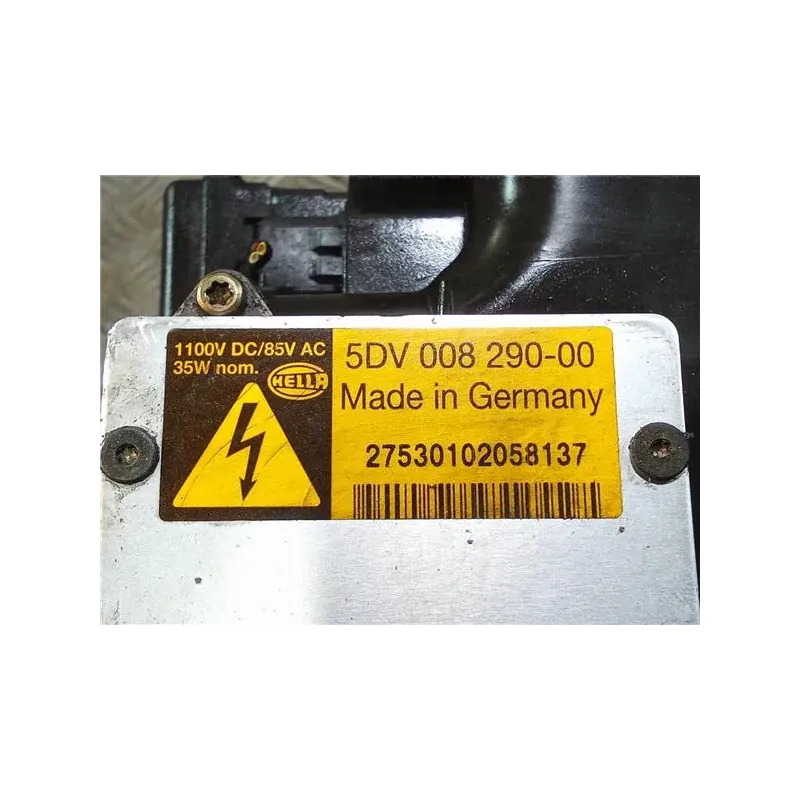 1100V DC/85V AC
35W nom.
HELLA
5DV 008 290-00
Made in Germany
27530102058137